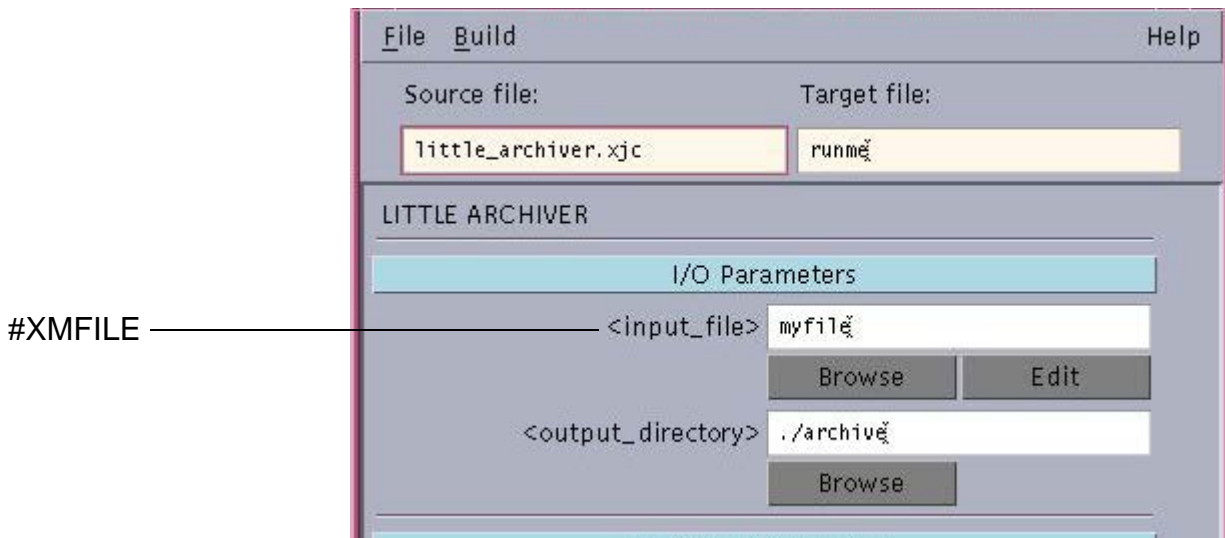 File Build Help
Source file: Target file:
little_archiver.xjc runme
LITTLE ARCHIVER
I/O Parameters
#XMFILE <input_file> myfile
Browse Edit
<output_directory> ./archive
Browse